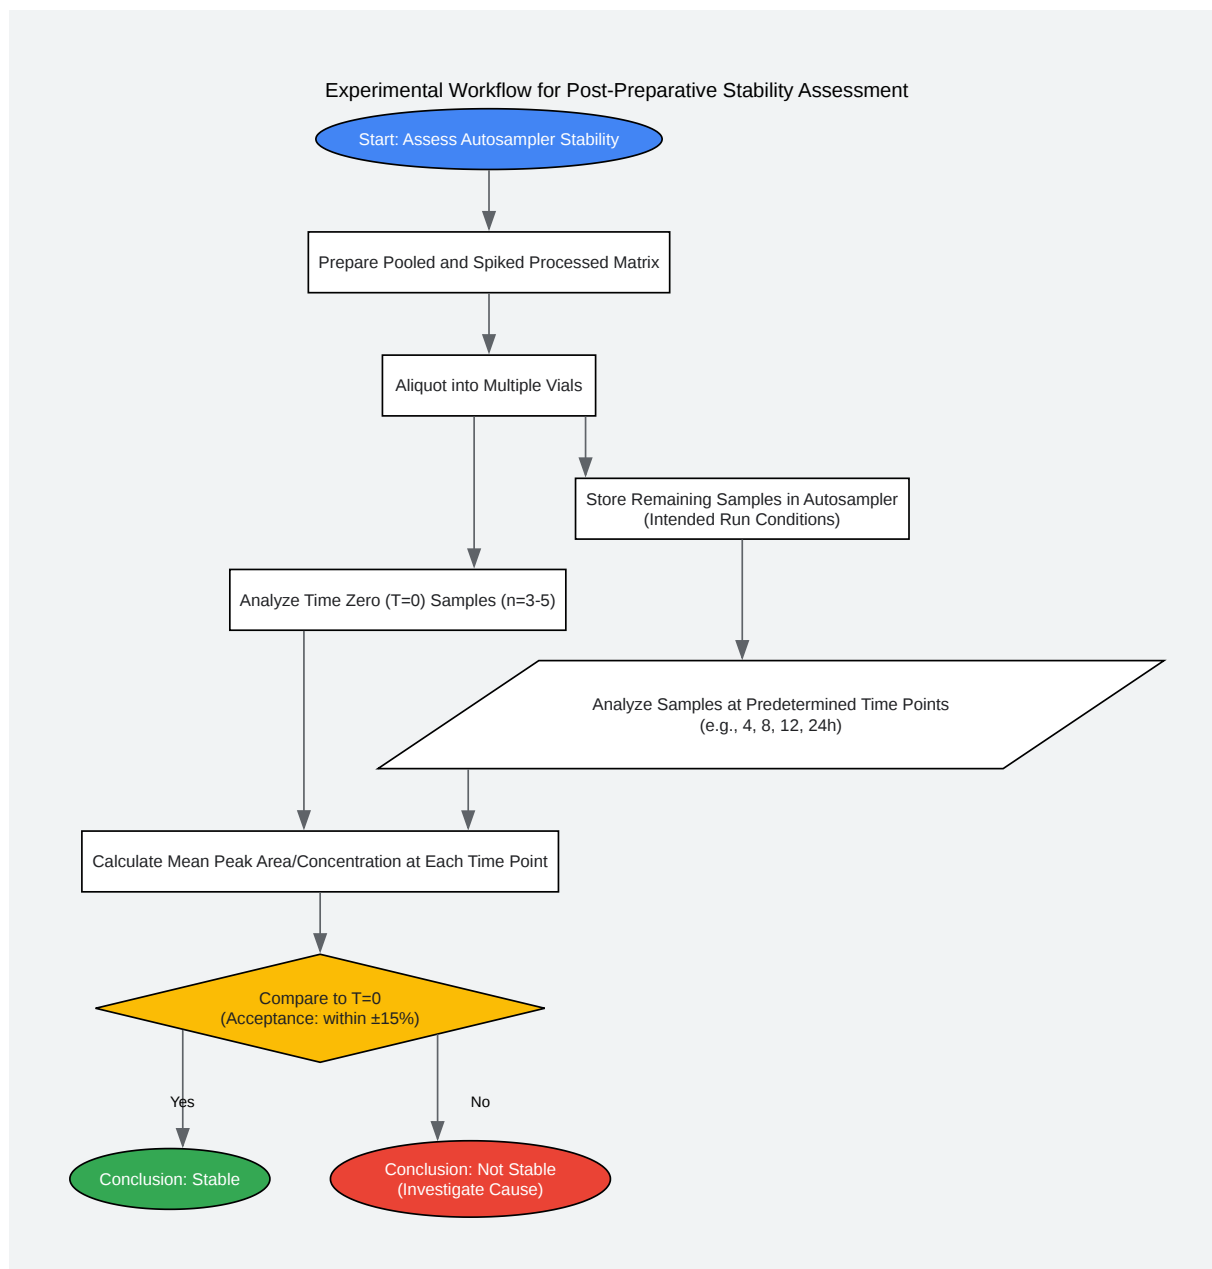 Experimental Workflow for Post-Preparative Stability Assessment
Start: Assess Autosampler Stability
Prepare Pooled and Spiked Processed Matrix
Aliquot into Multiple Vials
Store Remaining Samples in Autosampler
(Intended Run Conditions)
Analyze Time Zero (T=0) Samples (n=3-5)
Analyze Samples at Predetermined Time Points
(e.g., 4, 8, 12, 24h)
Calculate Mean Peak Area/Concentration at Each Time Point
Compare to T=0
(Acceptance: within ±15%)
Yes
No
Conclusion: Stable
Conclusion: Not Stable
(Investigate Cause)